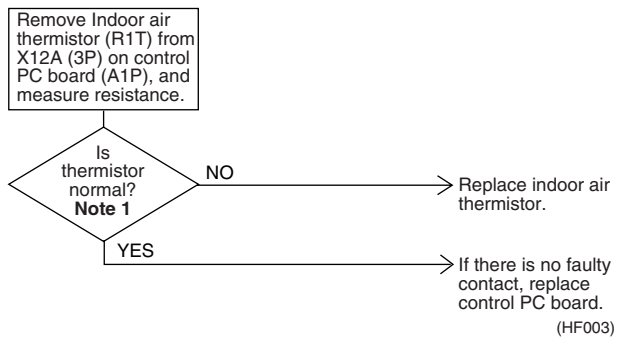 Remove Indoor air
thermistor (R1T) from
X12A (3P) on control
PC board (A1P), and
measure resistance.
Is
thermistor
normal?
Note 1
NO
Replace indoor air
thermistor.
YES
If there is no faulty
contact, replace
control PC board.
(HF003)